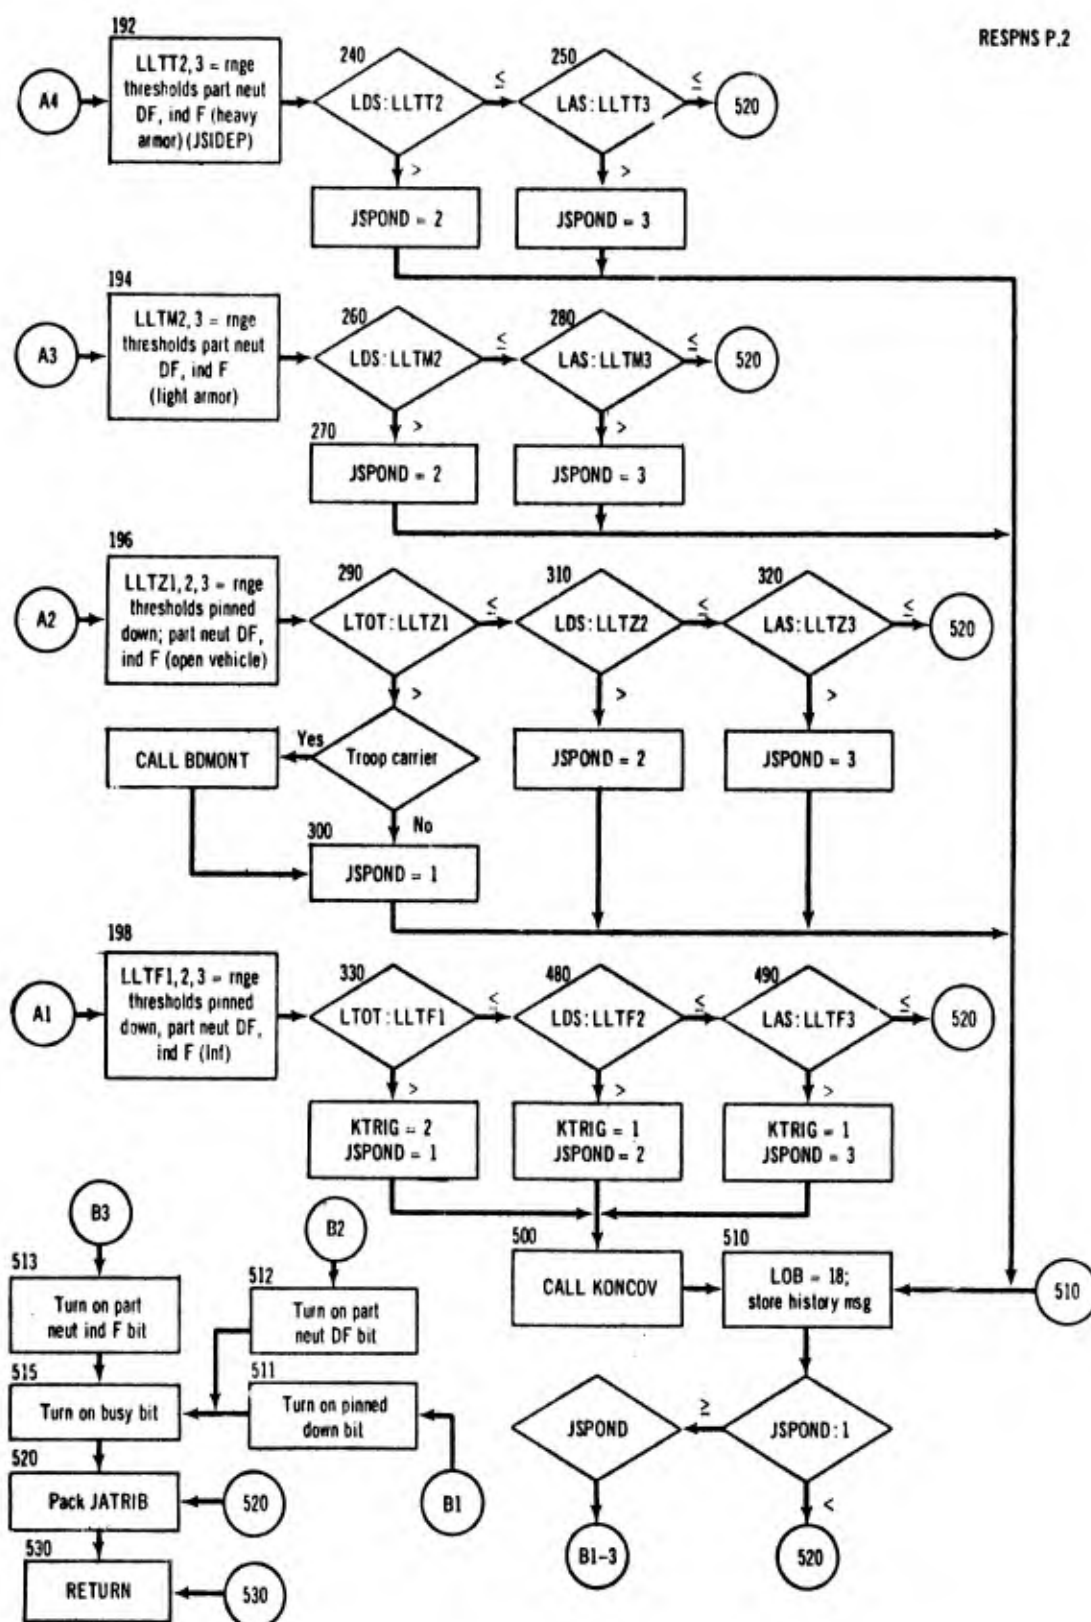 RESPNS P.2
192
A4
LLTT2, 3 = rnge
thresholds part neut
DF, ind F (heavy
armor) (JSIDEP)
240
LDS:LLTT2
≤
250
LAS:LLTT3
≤
520
>
>
JSPOND = 2
JSPOND = 3
194
A3
LLTM2, 3 = rnge
thresholds part neut
DF, ind F
(light armor)
260
LDS:LLTM2
≤
280
LAS:LLTM3
≤
520
>
>
270
JSPOND = 2
JSPOND = 3
196
A2
LLTZ1, 2, 3 = rnge
thresholds pinned
down; part neut DF,
ind F (open vehicle)
290
LTOT:LLTZ1
≤
310
LDS:LLTZ2
≤
320
LAS:LLTZ3
≤
520
>
>
>
CALL BDMONT
Yes
Troop carrier
JSPOND = 2
JSPOND = 3
No
300
JSPOND = 1
198
A1
LLTF1, 2, 3 = rnge
thresholds pinned
down, part neut DF,
ind F (Inf)
330
LTOT:LLTF1
≤
480
LDS:LLTF2
≤
490
LAS:LLTF3
≤
520
>
>
>
KTRIG = 2
JSPOND = 1
KTRIG = 1
JSPOND = 2
KTRIG = 1
JSPOND = 3
B3
B2
513
Turn on part
neut ind F bit
512
Turn on part
neut DF bit
500
CALL KONCOV
510
LOB = 18;
store history msg
510
515
Turn on busy bit
511
Turn on pinned
down bit
JSPOND
≥
JSPOND:1
520
Pack JATRIB
520
B1
<
B1-3
520
530
RETURN
530